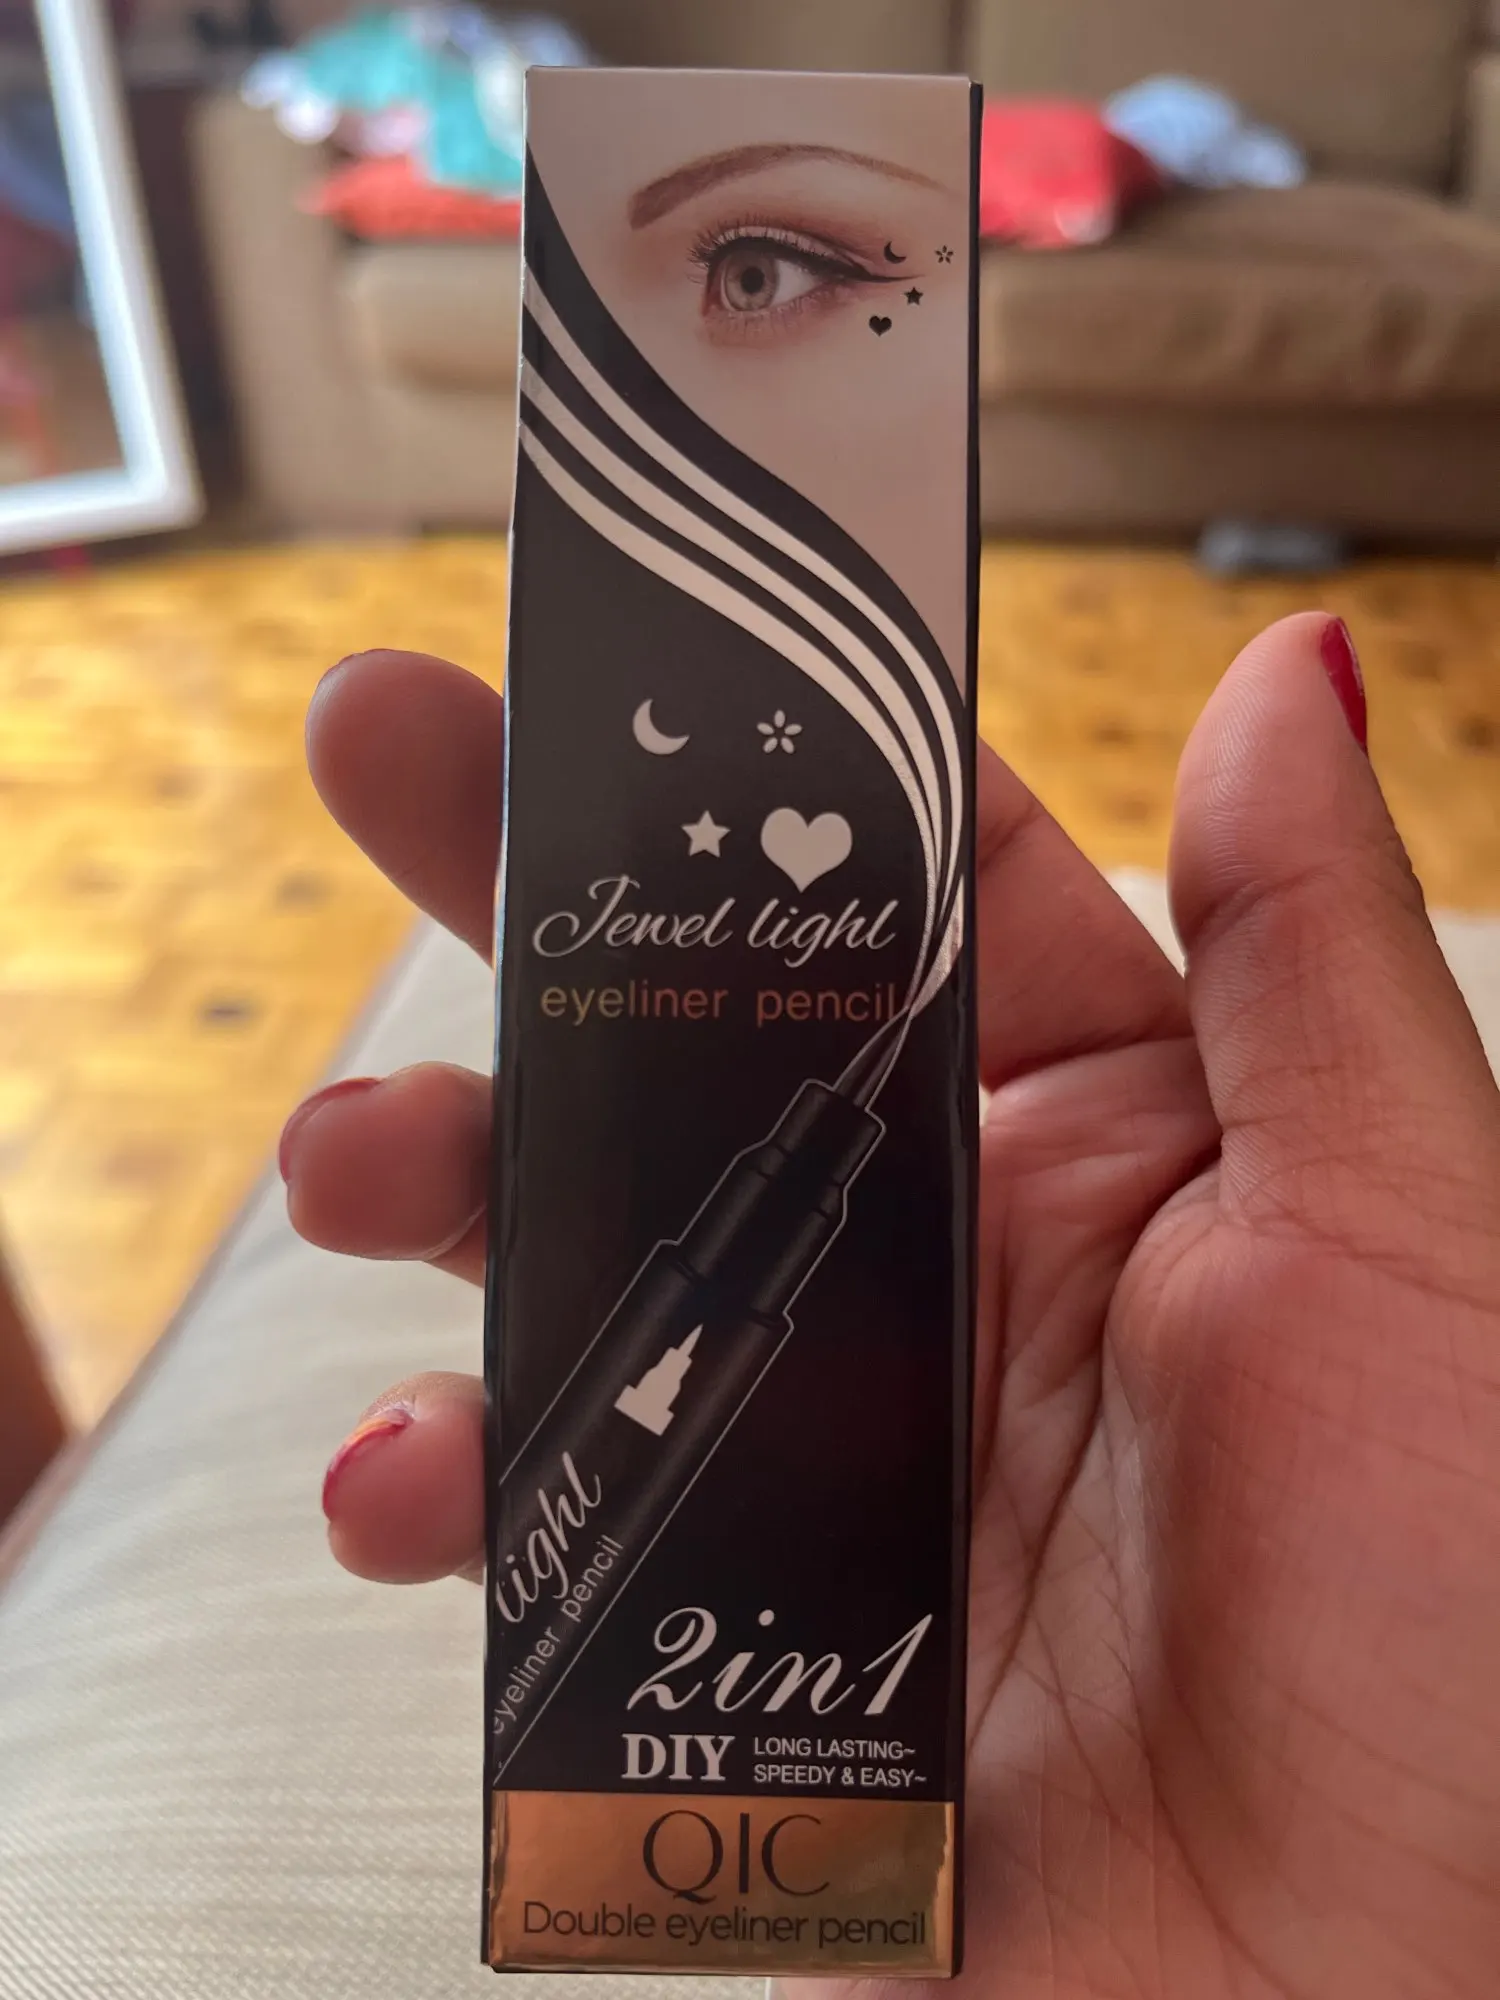 Jewel light
eyeliner pencil
light
eyeliner pencil
2in1
DIY
LONG LASTING~
SPEEDY & EASY~
QIC
Double eyeliner pencil